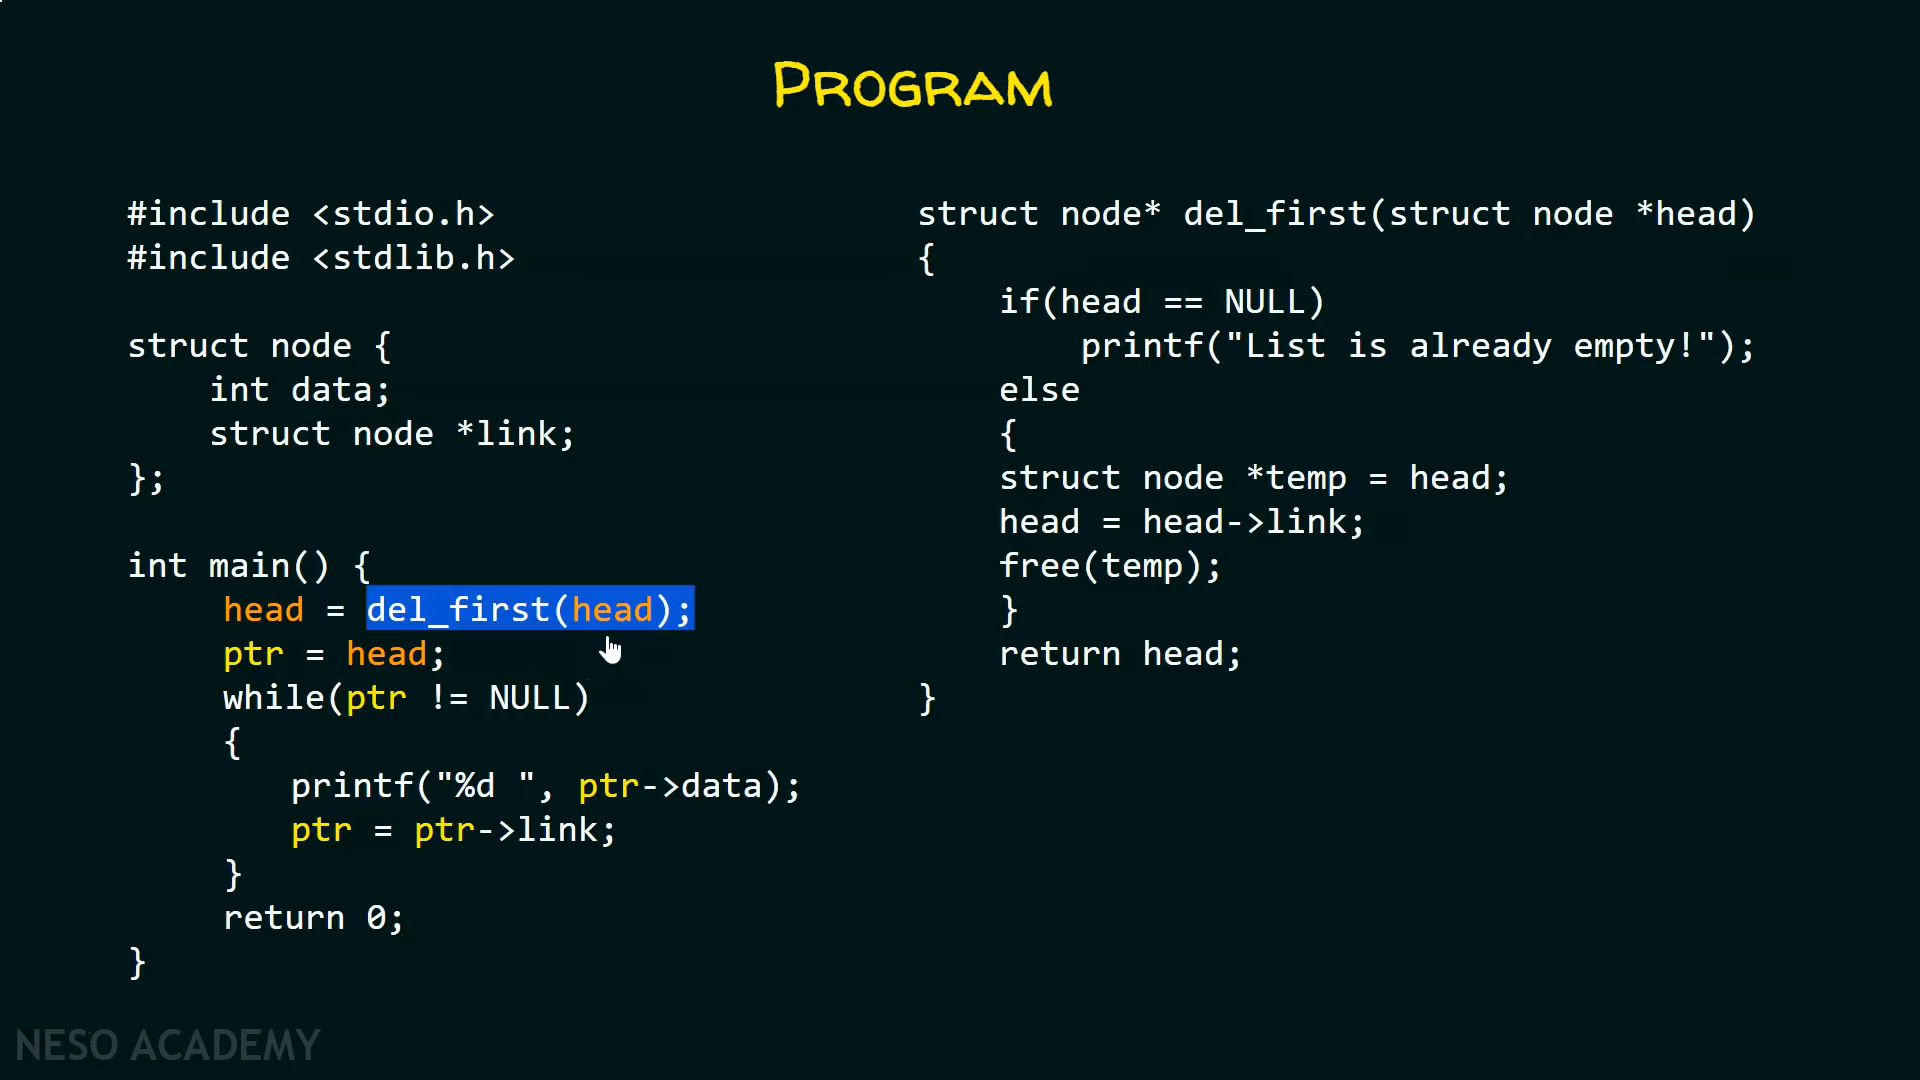 PROGRAM
#include <stdio.h>
#include <stdlib.h>
struct node {
int data;
struct node *link;
};
int main() {
head = del_first(head);
ptr = head;
while(ptr != NULL)
{
printf("%d ", ptr->data);
ptr = ptr->link;
}
return 0;
}
struct node* del_first(struct node *head)
{
if(head == NULL)
printf("List is already empty!");
else
{
struct node *temp = head;
head = head->link;
free(temp);
}
return head;
}
NESO ACADEMY